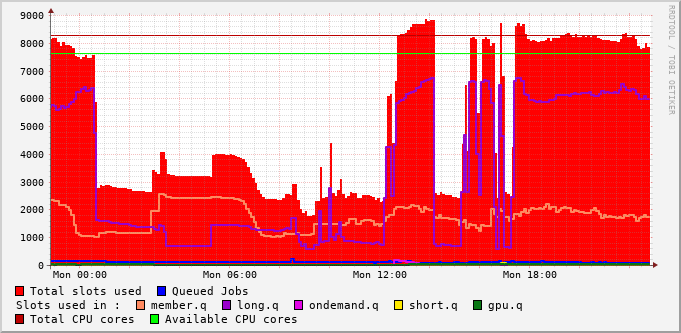 9000
8000
7000
6000
5000
4000
3000
2000
1000
0
Mon 00:00 Mon 06:00 Mon 12:00 Mon 18:00
RRDTOOL / TOBI OETIKER
Total slots used Queued Jobs
Slots used in : member.q long.q ondemand.q short.q gpu.q
Total CPU cores Available CPU cores